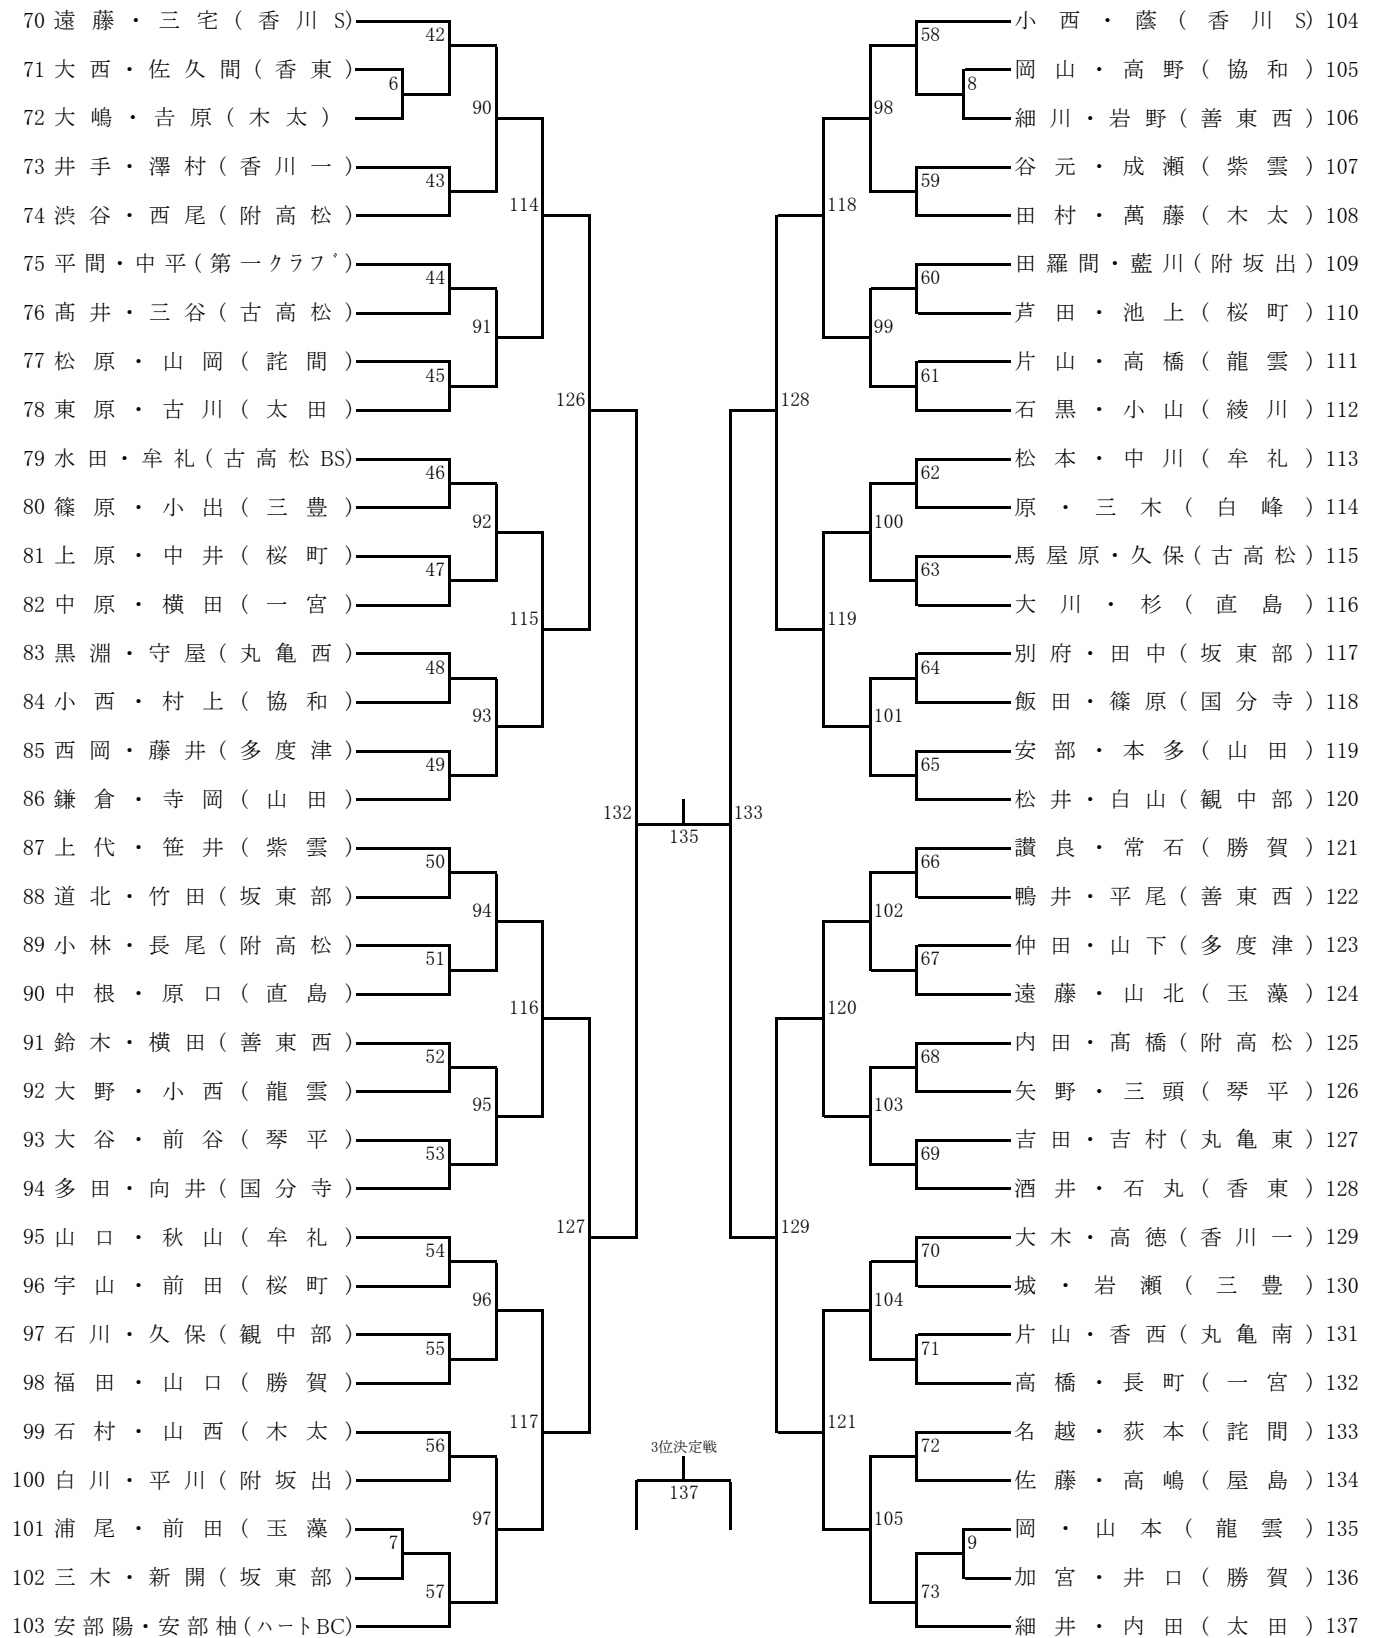 70 遠藤・三宅(香川S)
42
71 大西・佐久間(香東)
6
72 大嶋・𠮷原(木太)
90
73 井手・澤村(香川一)
43
74 渋谷・西尾(附高松)
114
75 平間・中平(第一クラブ)
44
76 髙井・三谷(古高松)
91
77 松原・山岡(詫間)
45
78 東原・古川(太田)
126
79 水田・牟礼(古高松BS)
46
80 篠原・小出(三豊)
92
81 上原・中井(桜町)
47
82 中原・横田(一宮)
115
83 黒淵・守屋(丸亀西)
48
84 小西・村上(協和)
93
85 西岡・藤井(多度津)
49
86 鎌倉・寺岡(山田)
132
87 上代・笹井(紫雲)
50
88 道北・竹田(坂東部)
94
89 小林・長尾(附高松)
51
90 中根・原口(直島)
116
91 鈴木・横田(善東西)
52
92 大野・小西(龍雲)
95
93 大谷・前谷(琴平)
53
94 多田・向井(国分寺)
127
95 山口・秋山(牟礼)
54
96 宇山・前田(桜町)
96
97 石川・久保(観中部)
55
98 福田・山口(勝賀)
117
99 石村・山西(木太)
56
100 白川・平川(附坂出)
97
101 浦尾・前田(玉藻)
7
102 三木・新開(坂東部)
57
103 安部陽・安部柚(ハートBC)
135
3位決定戦
137
小西・蔭(香川S) 104
58
岡山・高野(協和) 105
8
細川・岩野(善東西) 106
98
谷元・成瀬(紫雲) 107
59
田村・萬藤(木太) 108
118
田羅間・藍川(附坂出) 109
60
芦田・池上(桜町) 110
99
片山・高橋(龍雲) 111
61
石黒・小山(綾川) 112
128
松本・中川(牟礼) 113
62
原・三木(白峰) 114
100
馬屋原・久保(古高松) 115
63
大川・杉(直島) 116
119
別府・田中(坂東部) 117
64
飯田・篠原(国分寺) 118
101
安部・本多(山田) 119
65
松井・白山(観中部) 120
133
讃良・常石(勝賀) 121
66
鴨井・平尾(善東西) 122
102
仲田・山下(多度津) 123
67
遠藤・山北(玉藻) 124
120
内田・髙橋(附高松) 125
68
矢野・三頭(琴平) 126
103
吉田・吉村(丸亀東) 127
69
酒井・石丸(香東) 128
129
大木・高徳(香川一) 129
70
城・岩瀬(三豊) 130
104
片山・香西(丸亀南) 131
71
高橋・長町(一宮) 132
121
名越・荻本(詫間) 133
72
佐藤・高嶋(屋島) 134
105
岡・山本(龍雲) 135
9
加宮・井口(勝賀) 136
73
細井・内田(太田) 137